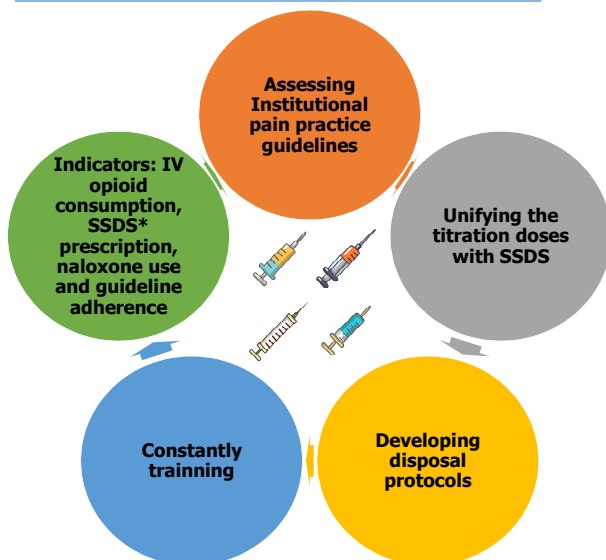 Assessing
Institutional
pain practice
guidelines
Unifying the
titration doses
with SSDS
Developing
disposal
protocols
Constantly
trainning
Indicators: IV
opioid
consumption,
SSDS*
prescription,
naloxone use
and guideline
adherence